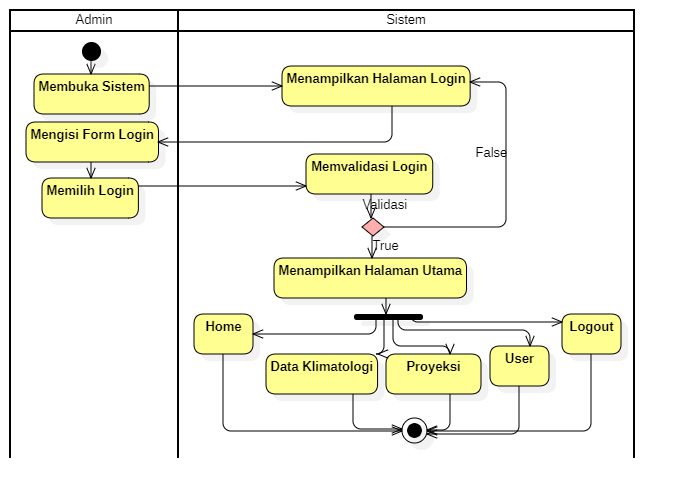 Admin
Sistem
Membuka Sistem
Menampilkan Halaman Login
Mengisi Form Login
False
Memvalidasi Login
Memilih Login
Validasi
True
Menampilkan Halaman Utama
Home
Logout
Data Klimatologi
Proyeksi
User